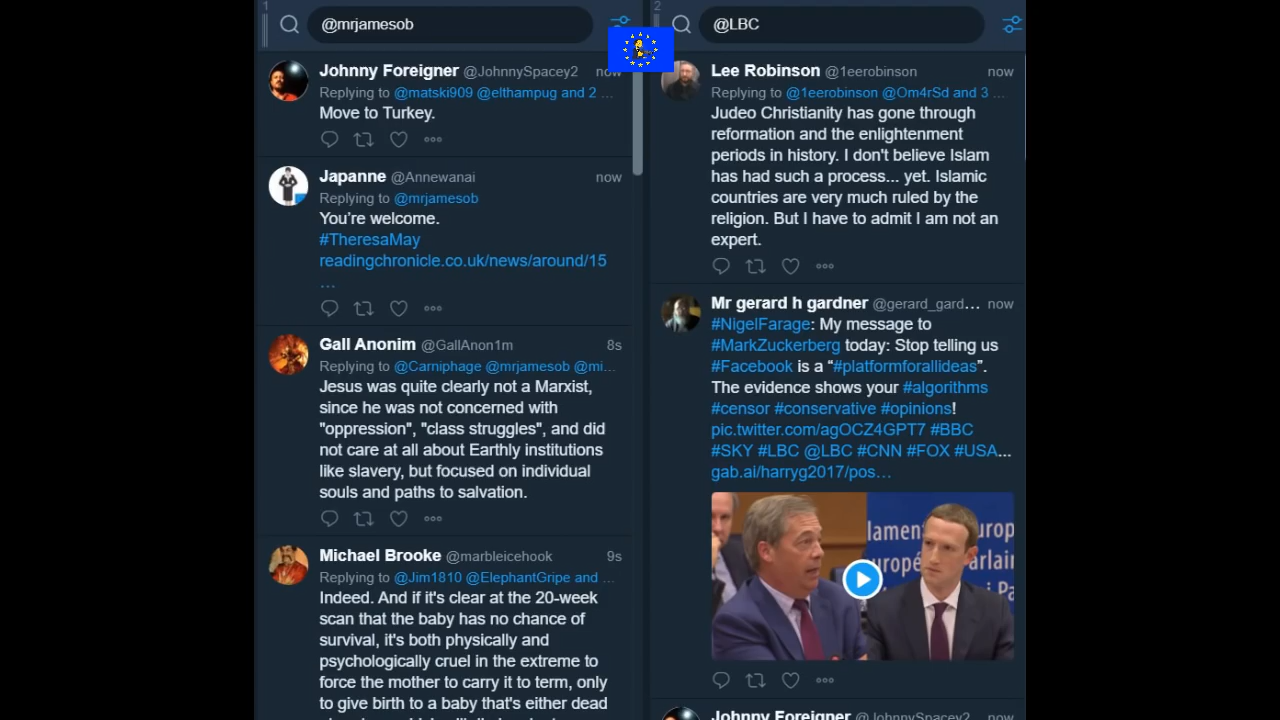 1
@mrjamesob
Johnny Foreigner @JohnnySpacey2 now
Replying to @matski909 @elthampug and 2 ...
Move to Turkey.
Japanne @Annewanai now
Replying to @mrjamesob
You're welcome.
#TheresaMay
readingchronicle.co.uk/news/around/15
…
Gall Anonim @GallAnon1m 8s
Replying to @Carniphage @mrjamesob @mi...
Jesus was quite clearly not a Marxist,
since he was not concerned with
"oppression", "class struggles", and did
not care at all about Earthly institutions
like slavery, but focused on individual
souls and paths to salvation.
Michael Brooke @marbleicehook 9s
Replying to @Jim1810 @ElephantGripe and ...
Indeed. And if it's clear at the 20-week
scan that the baby has no chance of
survival, it's both physically and
psychologically cruel in the extreme to
force the mother to carry it to term, only
to give birth to a baby that's either dead
2
@LBC
Lee Robinson @1eerobinson now
Replying to @1eerobinson @Om4rSd and 3 ...
Judeo Christianity has gone through
reformation and the enlightenment
periods in history. I don't believe Islam
has had such a process... yet. Islamic
countries are very much ruled by the
religion. But I have to admit I am not an
expert.
Mr gerard h gardner @gerard_gard... now
#NigelFarage: My message to
#MarkZuckerberg today: Stop telling us
#Facebook is a “#platformforallideas”.
The evidence shows your #algorithms
#censor #conservative #opinions!
pic.twitter.com/agOCZ4GPT7 #BBC
#SKY #LBC @LBC #CNN #FOX #USA...
gab.ai/harryg2017/pos…
Johnny Foreigner @JohnnySpacey2 now